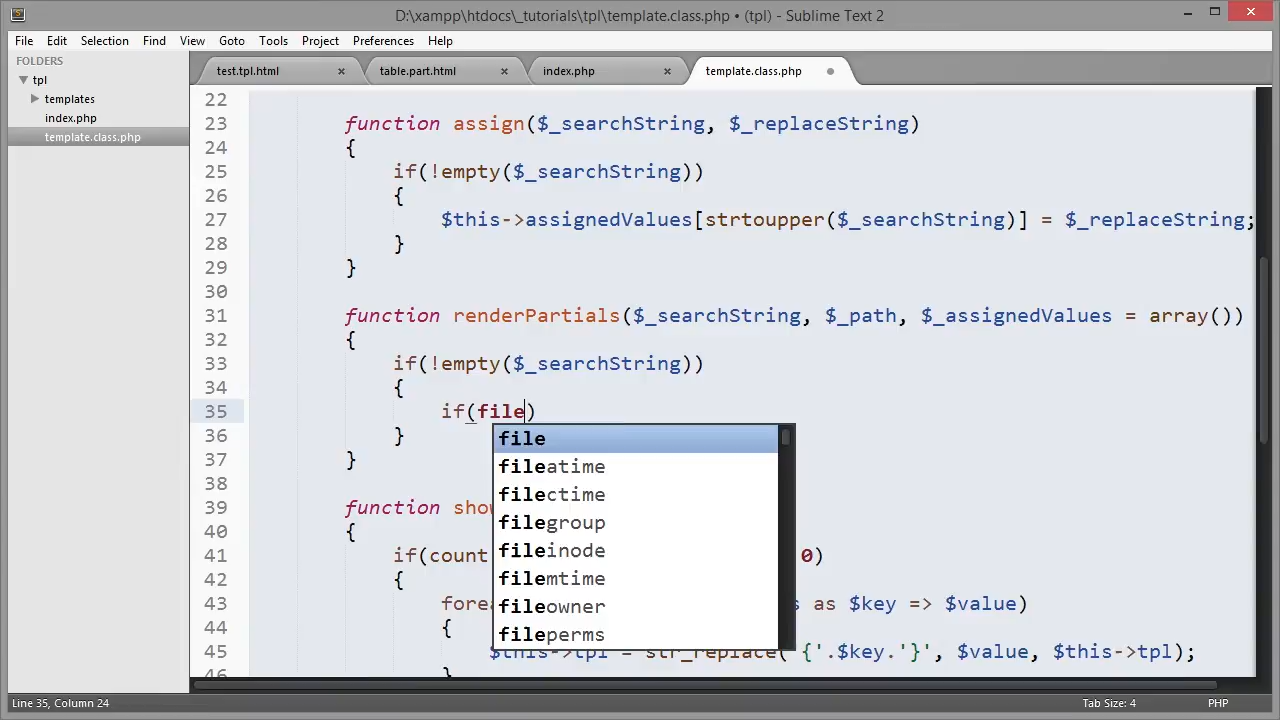 D:\xampp\htdocs\_tutorials\tpl\template.class.php • (tpl) - Sublime Text 2
File Edit Selection Find View Goto Tools Project Preferences Help
FOLDERS
tpl
templates
index.php
template.class.php
test.tpl.html × table.part.html × index.php × template.class.php
22
23 function assign($_searchString, $_replaceString)
24 {
25 if(!empty($_searchString))
26 {
27 $this->assignedValues[strtoupper($_searchString)] = $_replaceString;
28 }
29 }
30
31 function renderPartials($_searchString, $_path, $_assignedValues = array())
32 {
33 if(!empty($_searchString))
34 {
35 if(file)
36 }
37 }
38
39 function
40 {
41 if(count 0)
42 {
43 as $key => $value)
44 {
45 $this->tpl = str_replace('{'.$key.'}', $value, $this->tpl);
46 }
file
fileatime
filectime
filegroup
fileinode
filemtime
fileowner
fileperms
Line 35, Column 24 Tab Size: 4 PHP